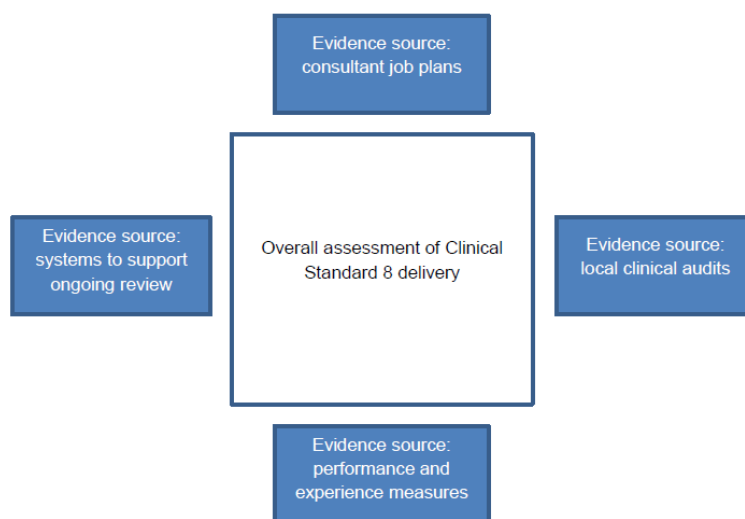 Evidence source:
consultant job plans
Evidence source:
systems to support
ongoing review
Overall assessment of Clinical
Standard 8 delivery
Evidence source:
local clinical audits
Evidence source:
performance and
experience measures